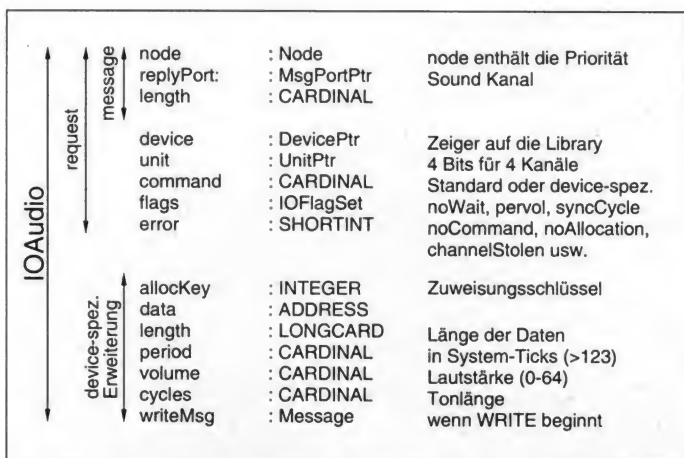 node : Node node enthält die Priorität
replyPort: : MsgPortPtr Sound Kanal
length : CARDINAL
message
device : DevicePtr Zeiger auf die Library
unit : UnitPtr 4 Bits für 4 Kanäle
command : CARDINAL Standard oder device-spez.
flags : IOFlagSet noWait, pervol, syncCycle
error : SHORTINT noCommand, noAllocation,
channelStolen usw.
request
IOAudio
allocKey : INTEGER Zuweisungsschlüssel
data : ADDRESS
length : LONGCARD Länge der Daten
period : CARDINAL in System-Ticks (>123)
volume : CARDINAL Lautstärke (0-64)
cycles : CARDINAL Tonlänge
writeMsg : Message wenn WRITE beginnt
device-spez.
Erweiterung